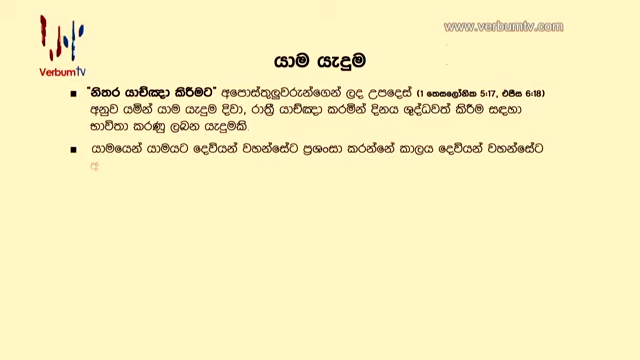 www.verbumtv.com
VerbumTV
යාම යැදුම
"නිතර යාච්ඤා කිරීමට" අපොස්තුලුවරුන්ගෙන් ලද උපදෙස් (1 තෙසලෝනික 5:17, එපීස 6:18)
අනුව යමින් යාම යැදුම දිවා, රාත්‍රී යාච්ඤා කරමින් දිනය ශුද්ධවත් කිරීම සඳහා
භාවිතා කරණු ලබන යැදුමකි.
යාමයෙන් යාමයට දෙවියන් වහන්සේට ප්‍රශංසා කරන්නේ කාලය දෙවියන් වහන්සේට
අ